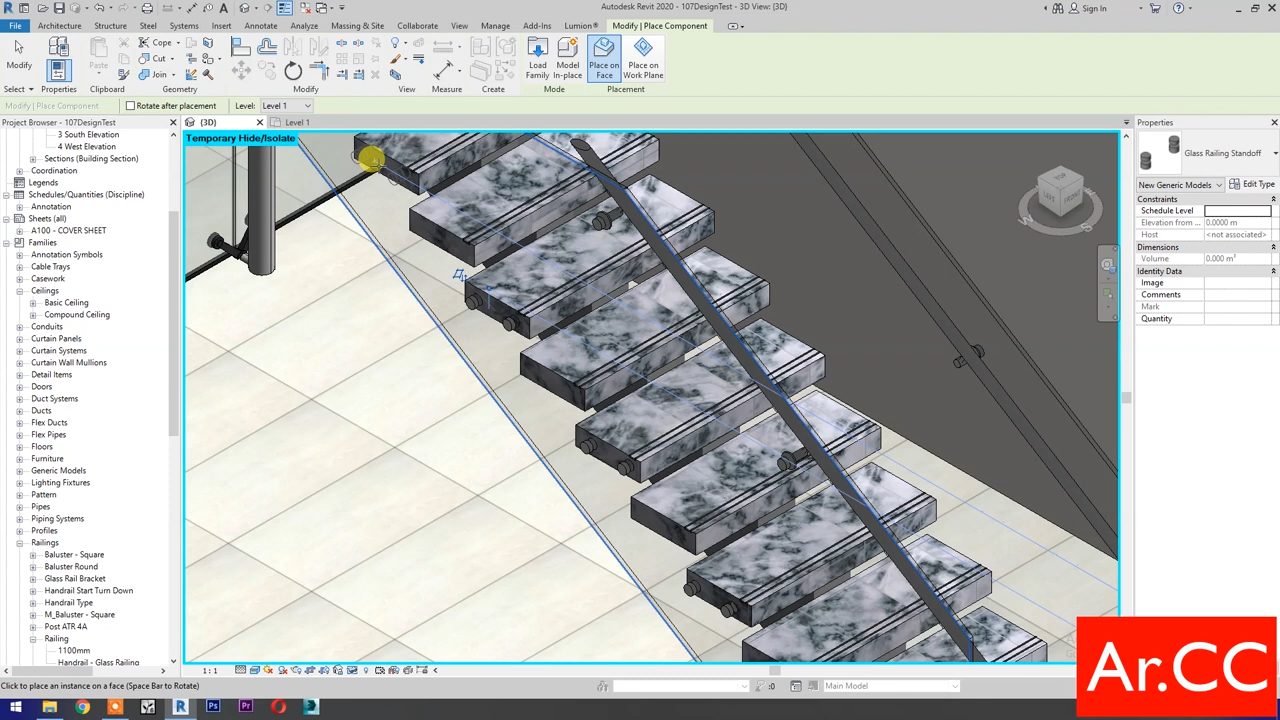 Autodesk Revit 2020 - 107DesignTest - 3D View: {3D}
Sign In
File
Architecture
Structure
Steel
Systems
Insert
Annotate
Analyze
Massing & Site
Collaborate
View
Manage
Add-Ins
Lumion®
Modify | Place Component
Modify
Paste
Cope
Cut
Join
Load Family
Model In-place
Place on Face
Place on Work Plane
Select
Properties
Clipboard
Geometry
Modify
View
Measure
Create
Mode
Placement
Modify | Place Component
Rotate after placement
Level:
Level 1
Project Browser - 107DesignTest
{3D}
Level 1
Properties
Temporary Hide/Isolate
3 South Elevation
4 West Elevation
Sections (Building Section)
Coordination
Legends
Schedules/Quantities (Discipline)
Annotation
Sheets (all)
A100 - COVER SHEET
Families
Annotation Symbols
Cable Trays
Casework
Ceilings
Basic Ceiling
Compound Ceiling
Conduits
Curtain Panels
Curtain Systems
Curtain Wall Mullions
Detail Items
Doors
Duct Systems
Ducts
Flex Ducts
Flex Pipes
Floors
Furniture
Generic Models
Lighting Fixtures
Pattern
Pipes
Piping Systems
Profiles
Railings
Baluster - Square
Baluster Round
Glass Rail Bracket
Handrail Start Turn Down
Handrail Type
M_Baluster - Square
Post ATR 4A
Railing
1100mm
Handrail - Glass Railing
LEFT
FRONT
W
S
Glass Railing Standoff
New Generic Models
Edit Type
Constraints
Schedule Level
Elevation from ...
0.0000 m
Host
<not associated>
Dimensions
Volume
0.000 m³
Identity Data
Image
Comments
Mark
Quantity
Ar.CC
1 : 1
Click to place an instance on a face (Space Bar to Rotate)
:0
Main Model
Ps
Pr